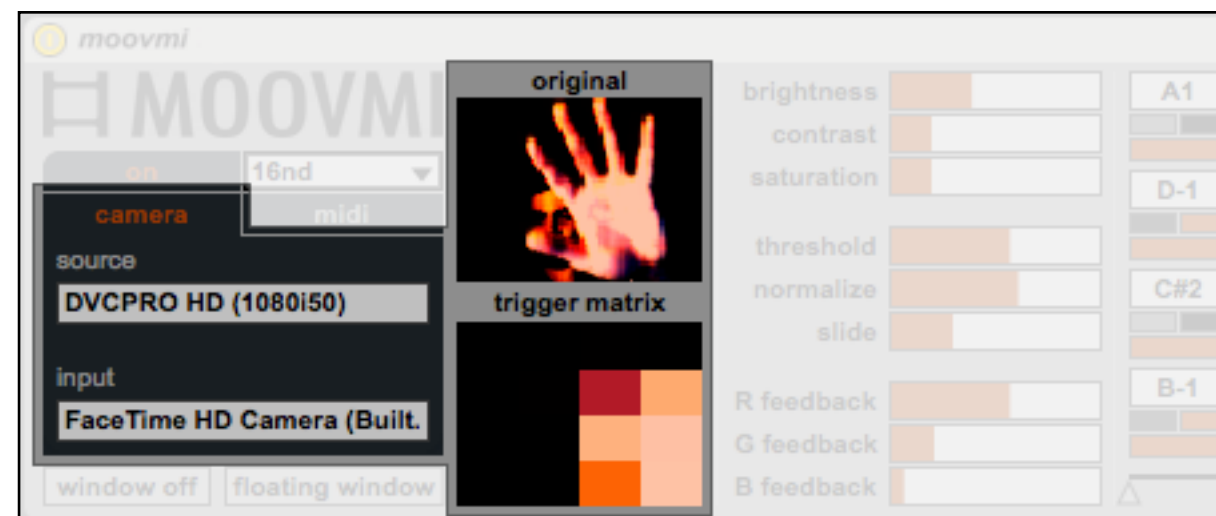 moovmi
MOOVMI
on
16nd
camera
midi
source
DVCPRO HD (1080i50)
input
FaceTime HD Camera (Built.
window off
floating window
original
trigger matrix
brightness
contrast
saturation
threshold
normalize
slide
R feedback
G feedback
B feedback
A1
D-1
C#2
B-1